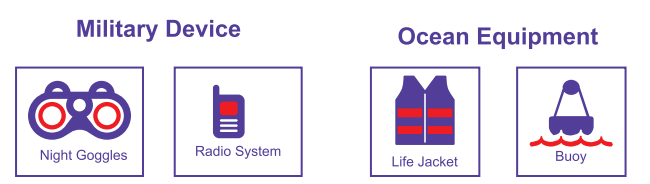 Military Device
Ocean Equipment
Night Goggles
Radio System
Life Jacket
Buoy